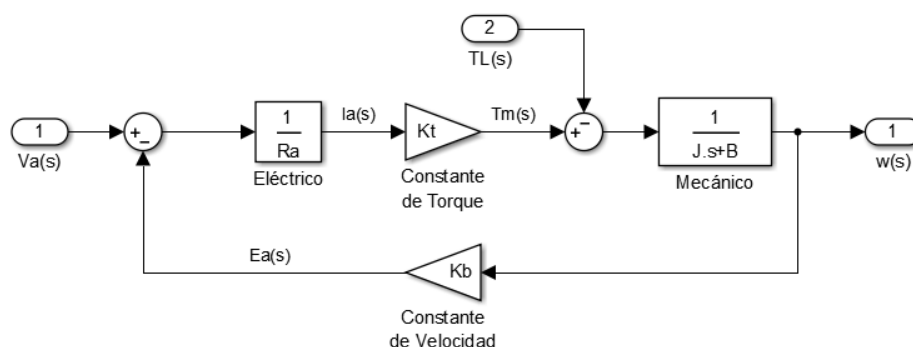 2
TL(s)
1
Va(s)
+
−
1
Ra
Eléctrico
Ia(s)
Kt
Constante
de Torque
Tm(s)
+
−
1
J.s+B
Mecánico
1
w(s)
Ea(s)
Kb
Constante
de Velocidad